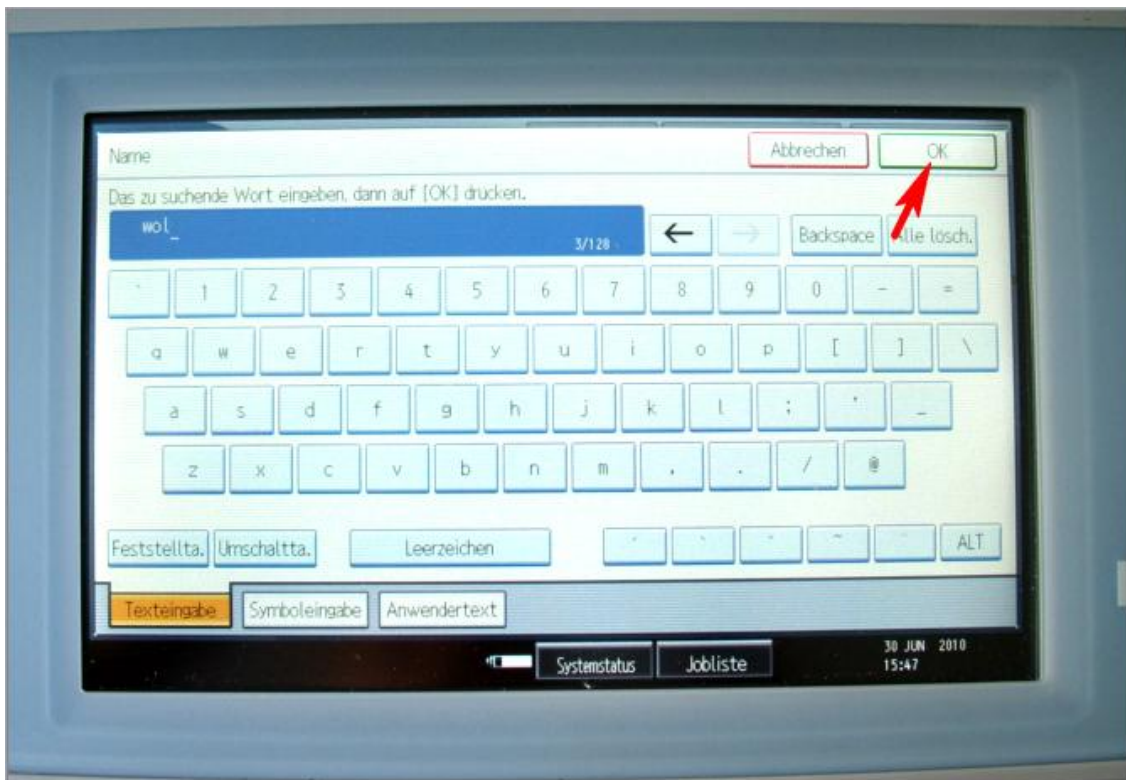 Name Abbrechen OK
Das zu suchende Wort eingeben, dann auf [OK] drücken.
wol_
3/128
← → Backspace Alle lösch.
` 1 2 3 4 5 6 7 8 9 0 - =
q w e r t y u i o p [ ] \
a s d f g h j k l ; ' _
z x c v b n m , . / @
Feststellta. Umschaltta. Leerzeichen ´ ` ^ ~ ¨ ALT
Texteingabe Symboleingabe Anwendertext
Systemstatus Jobliste
30 JUN 2010
15:47